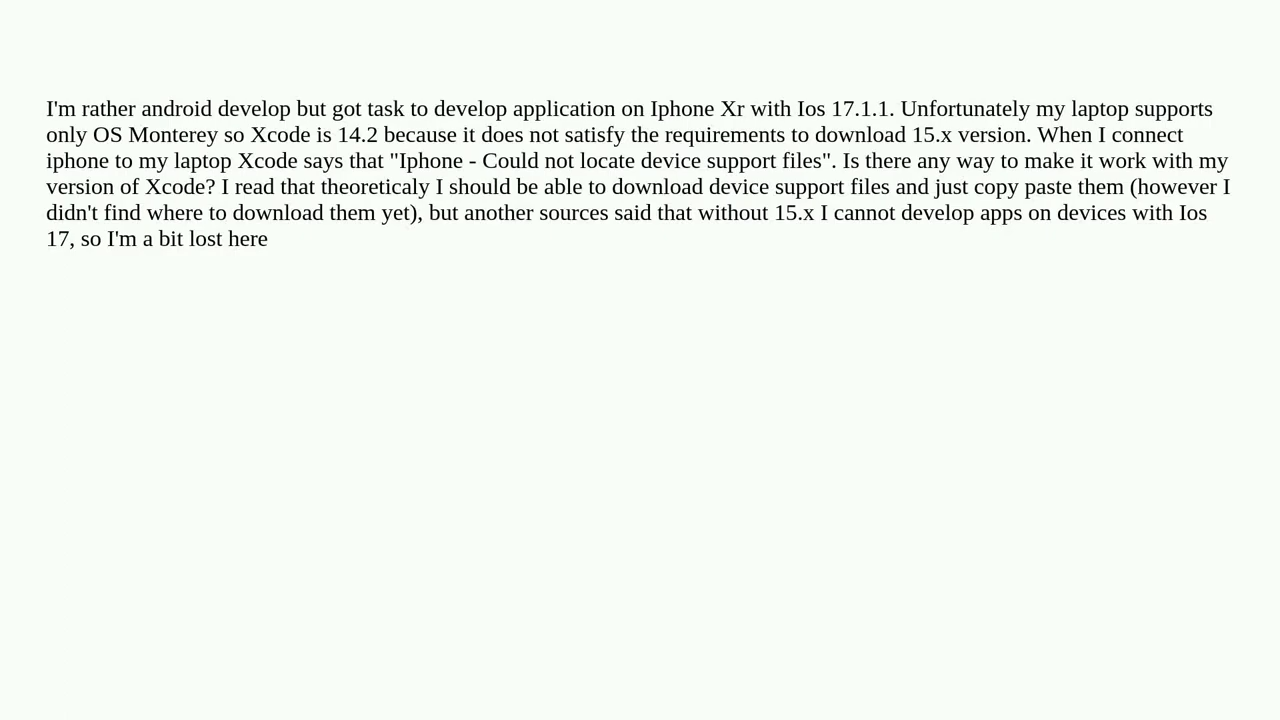 I'm rather android develop but got task to develop application on Iphone Xr with Ios 17.1.1. Unfortunately my laptop supports
only OS Monterey so Xcode is 14.2 because it does not satisfy the requirements to download 15.x version. When I connect
iphone to my laptop Xcode says that "Iphone - Could not locate device support files". Is there any way to make it work with my
version of Xcode? I read that theoreticaly I should be able to download device support files and just copy paste them (however I
didn't find where to download them yet), but another sources said that without 15.x I cannot develop apps on devices with Ios
17, so I'm a bit lost here